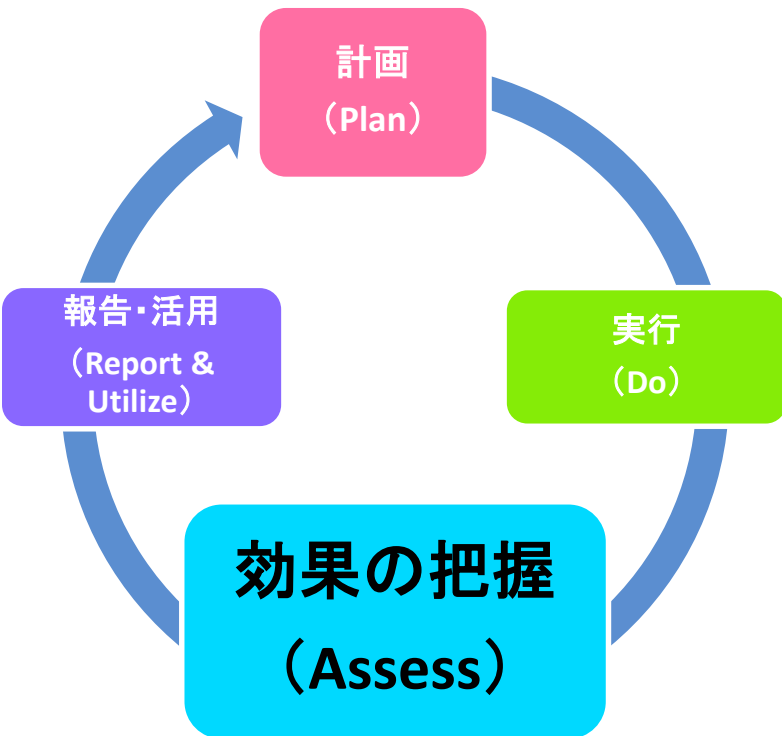 計画
（Plan）
実行
（Do）
効果の把握
（Assess）
報告・活用
（Report &
Utilize）